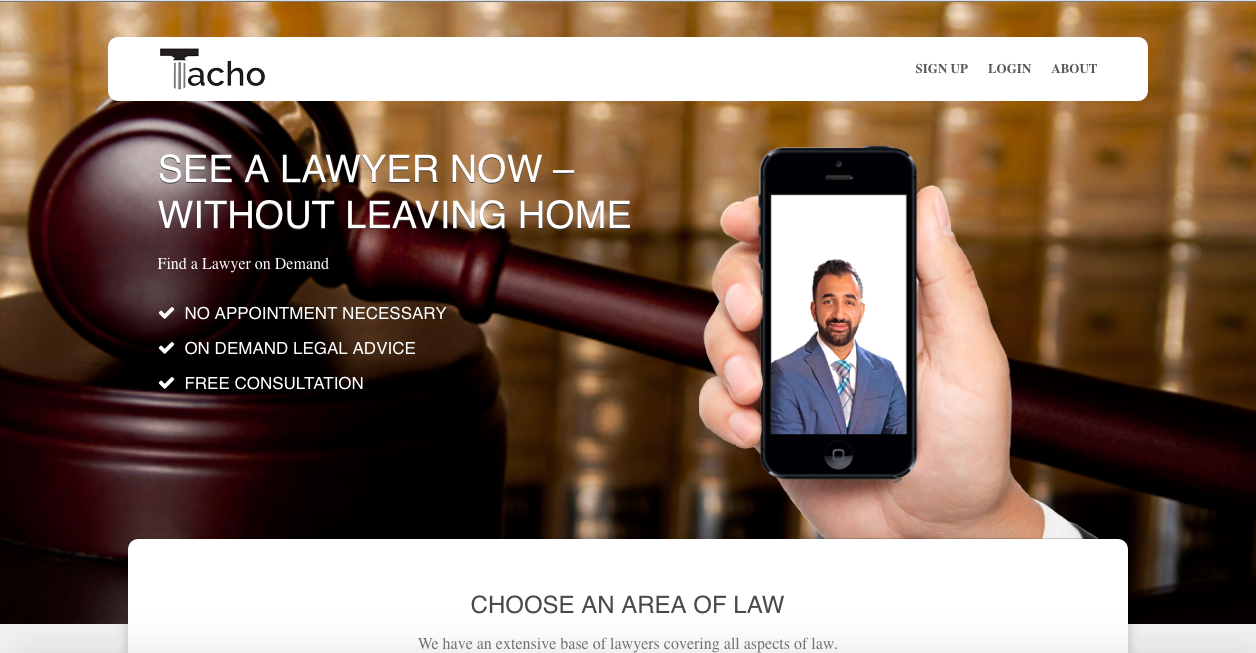 Tacho
SIGN UP LOGIN ABOUT
SEE A LAWYER NOW –
WITHOUT LEAVING HOME
Find a Lawyer on Demand
NO APPOINTMENT NECESSARY
ON DEMAND LEGAL ADVICE
FREE CONSULTATION
CHOOSE AN AREA OF LAW
We have an extensive base of lawyers covering all aspects of law.